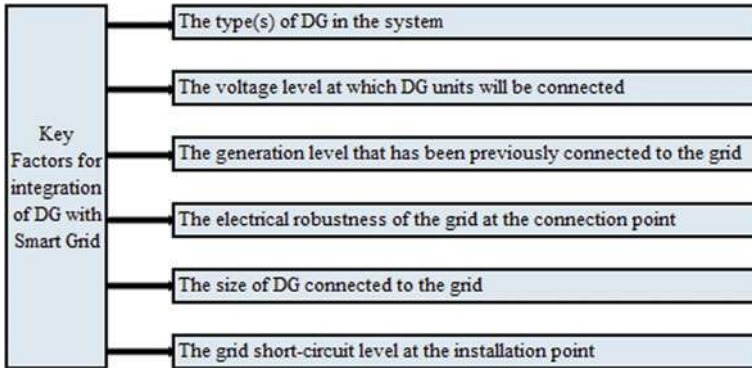 Key
Factors for
integration
of DG with
Smart Grid
The type(s) of DG in the system
The voltage level at which DG units will be connected
The generation level that has been previously connected to the grid
The electrical robustness of the grid at the connection point
The size of DG connected to the grid
The grid short-circuit level at the installation point